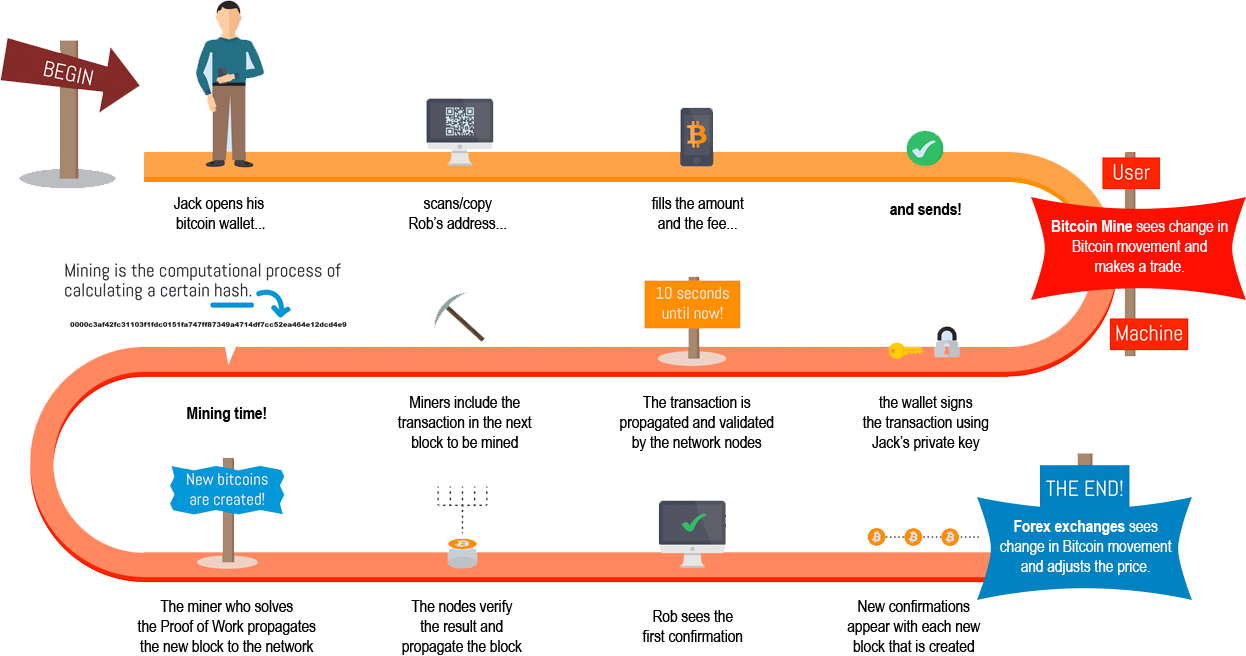 BEGIN
Jack opens his
bitcoin wallet...
scans/copy
Rob's address...
fills the amount
and the fee...
and sends!
User
Bitcoin Mine sees change in
Bitcoin movement and
makes a trade.
Machine
the wallet signs
the transaction using
Jack's private key
10 seconds
until now!
The transaction is
propagated and validated
by the network nodes
Miners include the
transaction in the next
block to be mined
Mining is the computational process of
calculating a certain hash.
0000c3af42fc31103f1fdc0151fa747ff87349a4714df7cc52ea464e12dcd4e9
Mining time!
New bitcoins
are created!
The miner who solves
the Proof of Work propagates
the new block to the network
The nodes verify
the result and
propagate the block
Rob sees the
first confirmation
New confirmations
appear with each new
block that is created
THE END!
Forex exchanges sees
change in Bitcoin movement
and adjusts the price.